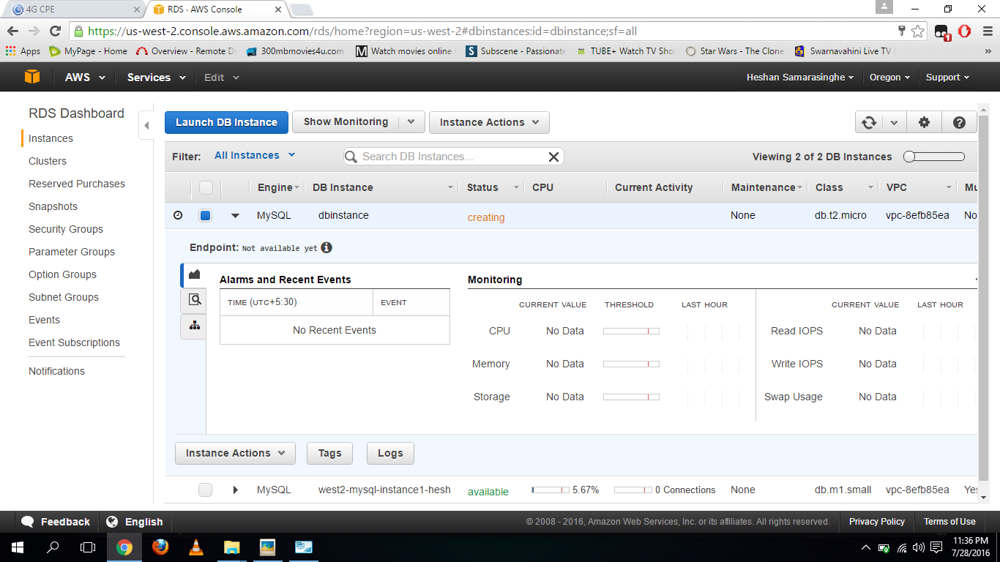 4G CPE
RDS · AWS Console
https://us-west-2.console.aws.amazon.com/rds/home?region=us-west-2#dbinstances:id=dbinstance;sf=all
1
Apps MyPage - Home Overview - Remote D 300mbmovies4u.com Watch movies online Subscene - Passionate TUBE+ Watch TV Sho Star Wars - The Clone Swarnavahini Live TV »
AWS Services Edit Heshan Samarasinghe Oregon Support
RDS Dashboard
Instances
Clusters
Reserved Purchases
Snapshots
Security Groups
Parameter Groups
Option Groups
Subnet Groups
Events
Event Subscriptions
Notifications
Launch DB Instance Show Monitoring Instance Actions
Filter: All Instances Search DB Instances... Viewing 2 of 2 DB Instances
Engine DB Instance Status CPU Current Activity Maintenance Class VPC Mu
MySQL dbinstance creating None db.t2.micro vpc-8efb85ea No
Endpoint: Not available yet
Alarms and Recent Events
TIME (UTC+5:30) EVENT
No Recent Events
Monitoring
CURRENT VALUE THRESHOLD LAST HOUR CURRENT VALUE LAST HOUR
CPU No Data Read IOPS No Data
Memory No Data Write IOPS No Data
Storage No Data Swap Usage No Data
Instance Actions Tags Logs
MySQL west2-mysql-instance1-hesh available 5.67% 0 Connections None db.m1.small vpc-8efb85ea Yes
Feedback English © 2008 - 2016, Amazon Web Services, Inc. or its affiliates. All rights reserved. Privacy Policy Terms of Use
11:36 PM
7/28/2016